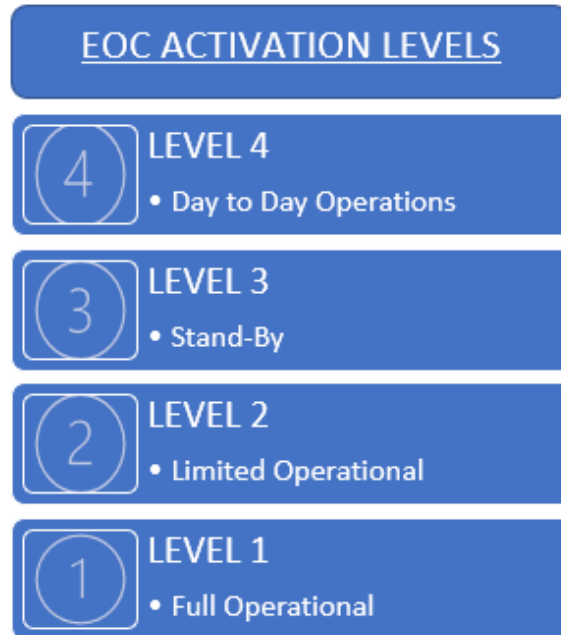 EOC ACTIVATION LEVELS
4
LEVEL 4
• Day to Day Operations
3
LEVEL 3
• Stand-By
2
LEVEL 2
• Limited Operational
1
LEVEL 1
• Full Operational